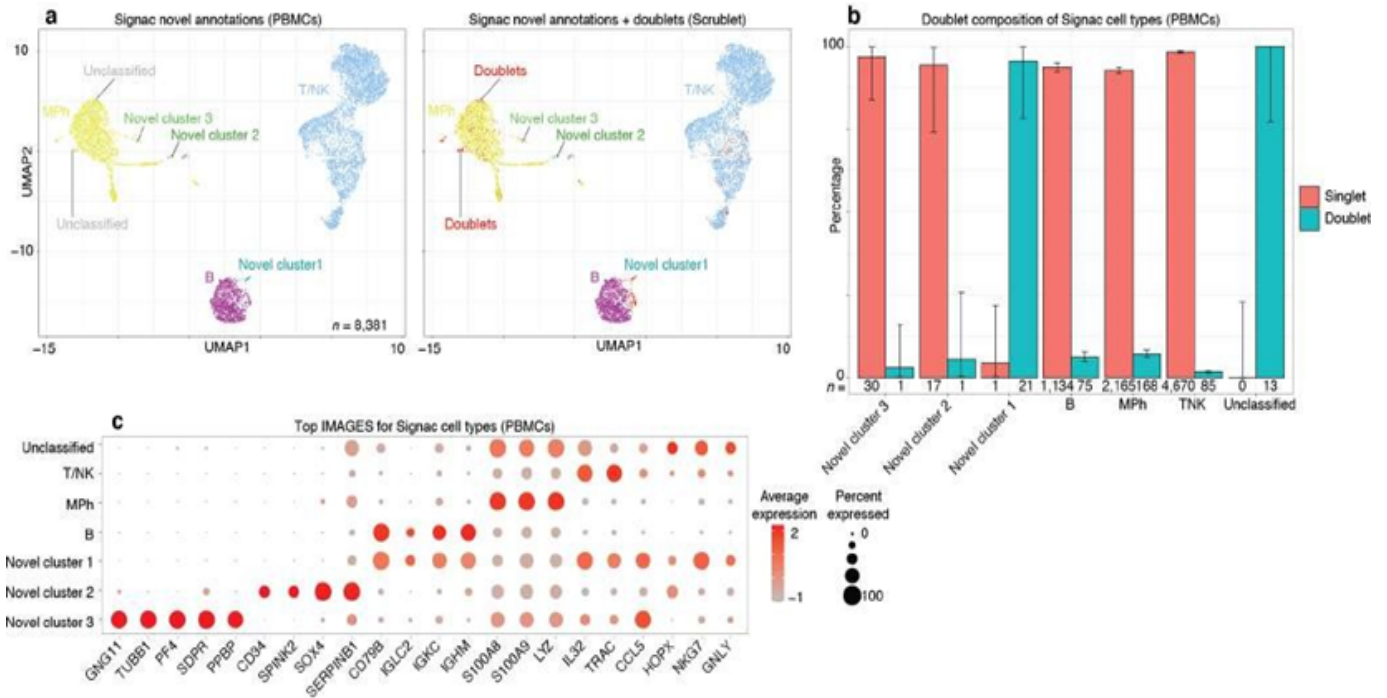 a
Signac novel annotations (PBMCs)
Signac novel annotations + doublets (Scrublet)
10
Unclassified
MPh
Novel cluster 3
Novel cluster 2
T/NK
UMAP2
Unclassified
−10
B
Novel cluster1
n = 8,381
−15
UMAP1
10
Doublets
T/NK
Novel cluster 3
Novel cluster 2
Doublets
B
Novel cluster1
−15
UMAP1
10
b
Doublet composition of Signac cell types (PBMCs)
100
Percentage
0
n =
30 1 17 1 1 21 1,134 75 2,165 168 4,670 85 0 13
Novel cluster 3
Novel cluster 2
Novel cluster 1
B
MPh
TNK
Unclassified
Singlet
Doublet
c
Top IMAGES for Signac cell types (PBMCs)
Unclassified
T/NK
MPh
B
Novel cluster 1
Novel cluster 2
Novel cluster 3
GNG11
TUBB1
PF4
SDPR
PPBP
CD34
SPINK2
SOX4
SERPINB1
CD79B
IGLC2
IGKC
IGHM
S100A8
S100A9
LYZ
IL32
TRAC
CCL5
HOPX
NKG7
GNLY
Average
expression
2
−1
Percent
expressed
0
100